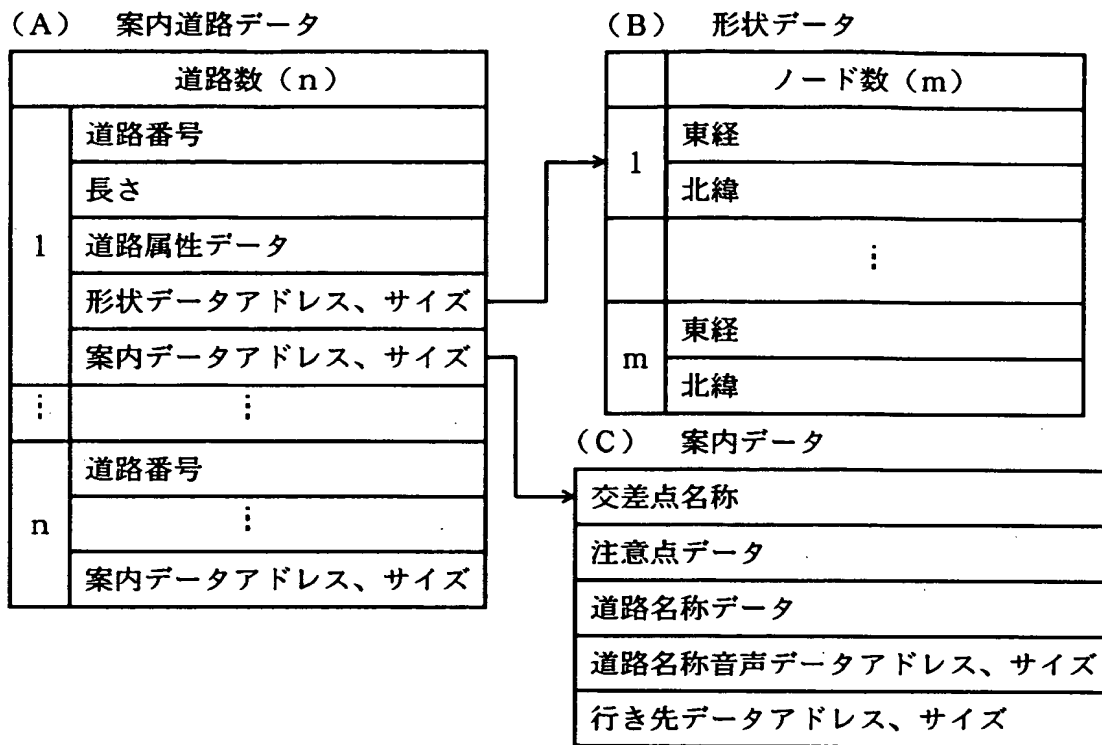 (A) 案内道路データ
道路数(n)
1
道路番号
長さ
道路属性データ
形状データアドレス、サイズ
案内データアドレス、サイズ
⋮ ⋮
n
道路番号
⋮
案内データアドレス、サイズ
(B) 形状データ
ノード数(m)
1
東経
北緯
⋮
m
東経
北緯
(C) 案内データ
交差点名称
注意点データ
道路名称データ
道路名称音声データアドレス、サイズ
行き先データアドレス、サイズ